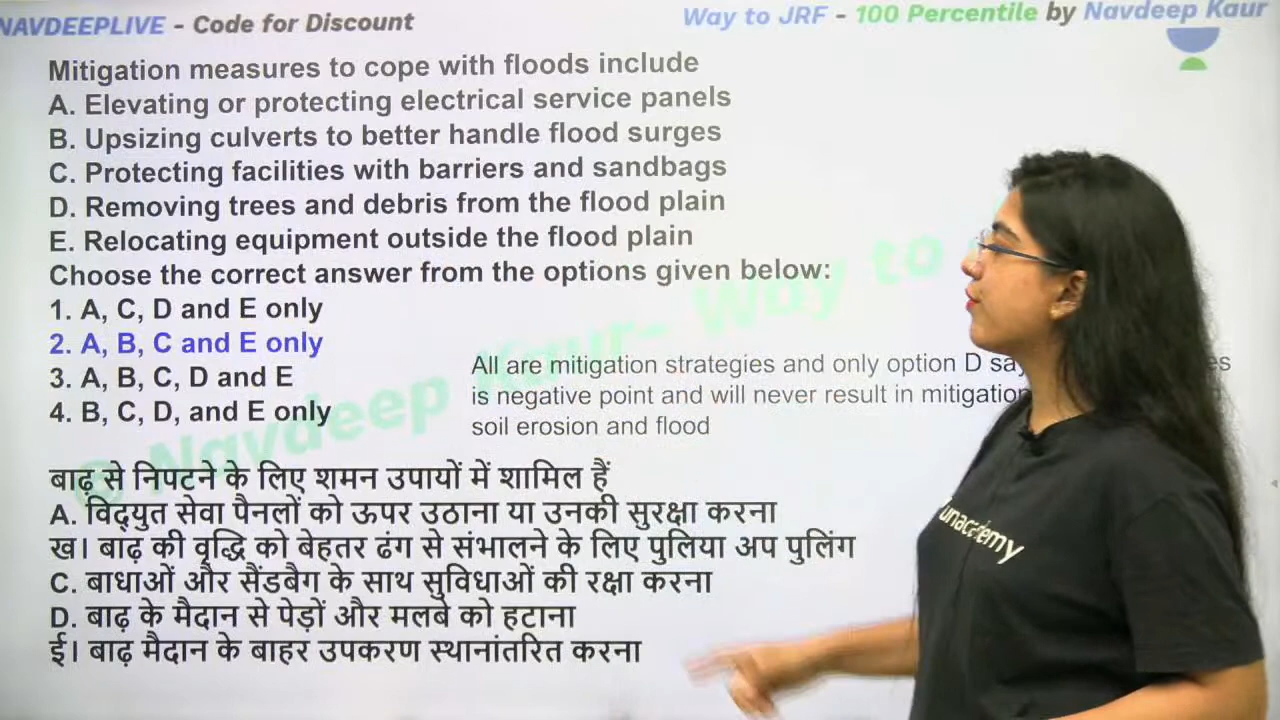 NAVDEEPLIVE - Code for Discount
Way to JRF - 100 Percentile by Navdeep Kaur
Mitigation measures to cope with floods include
A. Elevating or protecting electrical service panels
B. Upsizing culverts to better handle flood surges
C. Protecting facilities with barriers and sandbags
D. Removing trees and debris from the flood plain
E. Relocating equipment outside the flood plain
Choose the correct answer from the options given below:
1. A, C, D and E only
2. A, B, C and E only
3. A, B, C, D and E
4. B, C, D, and E only
All are mitigation strategies and only option D
is negative point and will never result in mitigation
soil erosion and flood
© Navdeep Kaur- Way to
बाढ़ से निपटने के लिए शमन उपायों में शामिल हैं
A. विद्युत सेवा पैनलों को ऊपर उठाना या उनकी सुरक्षा करना
ख। बाढ़ की वृद्धि को बेहतर ढंग से संभालने के लिए पुलिया अप पुलिंग
C. बाधाओं और सैंडबैग के साथ सुविधाओं की रक्षा करना
D. बाढ़ के मैदान से पेड़ों और मलबे को हटाना
ई। बाढ़ मैदान के बाहर उपकरण स्थानांतरित करना
unacademy